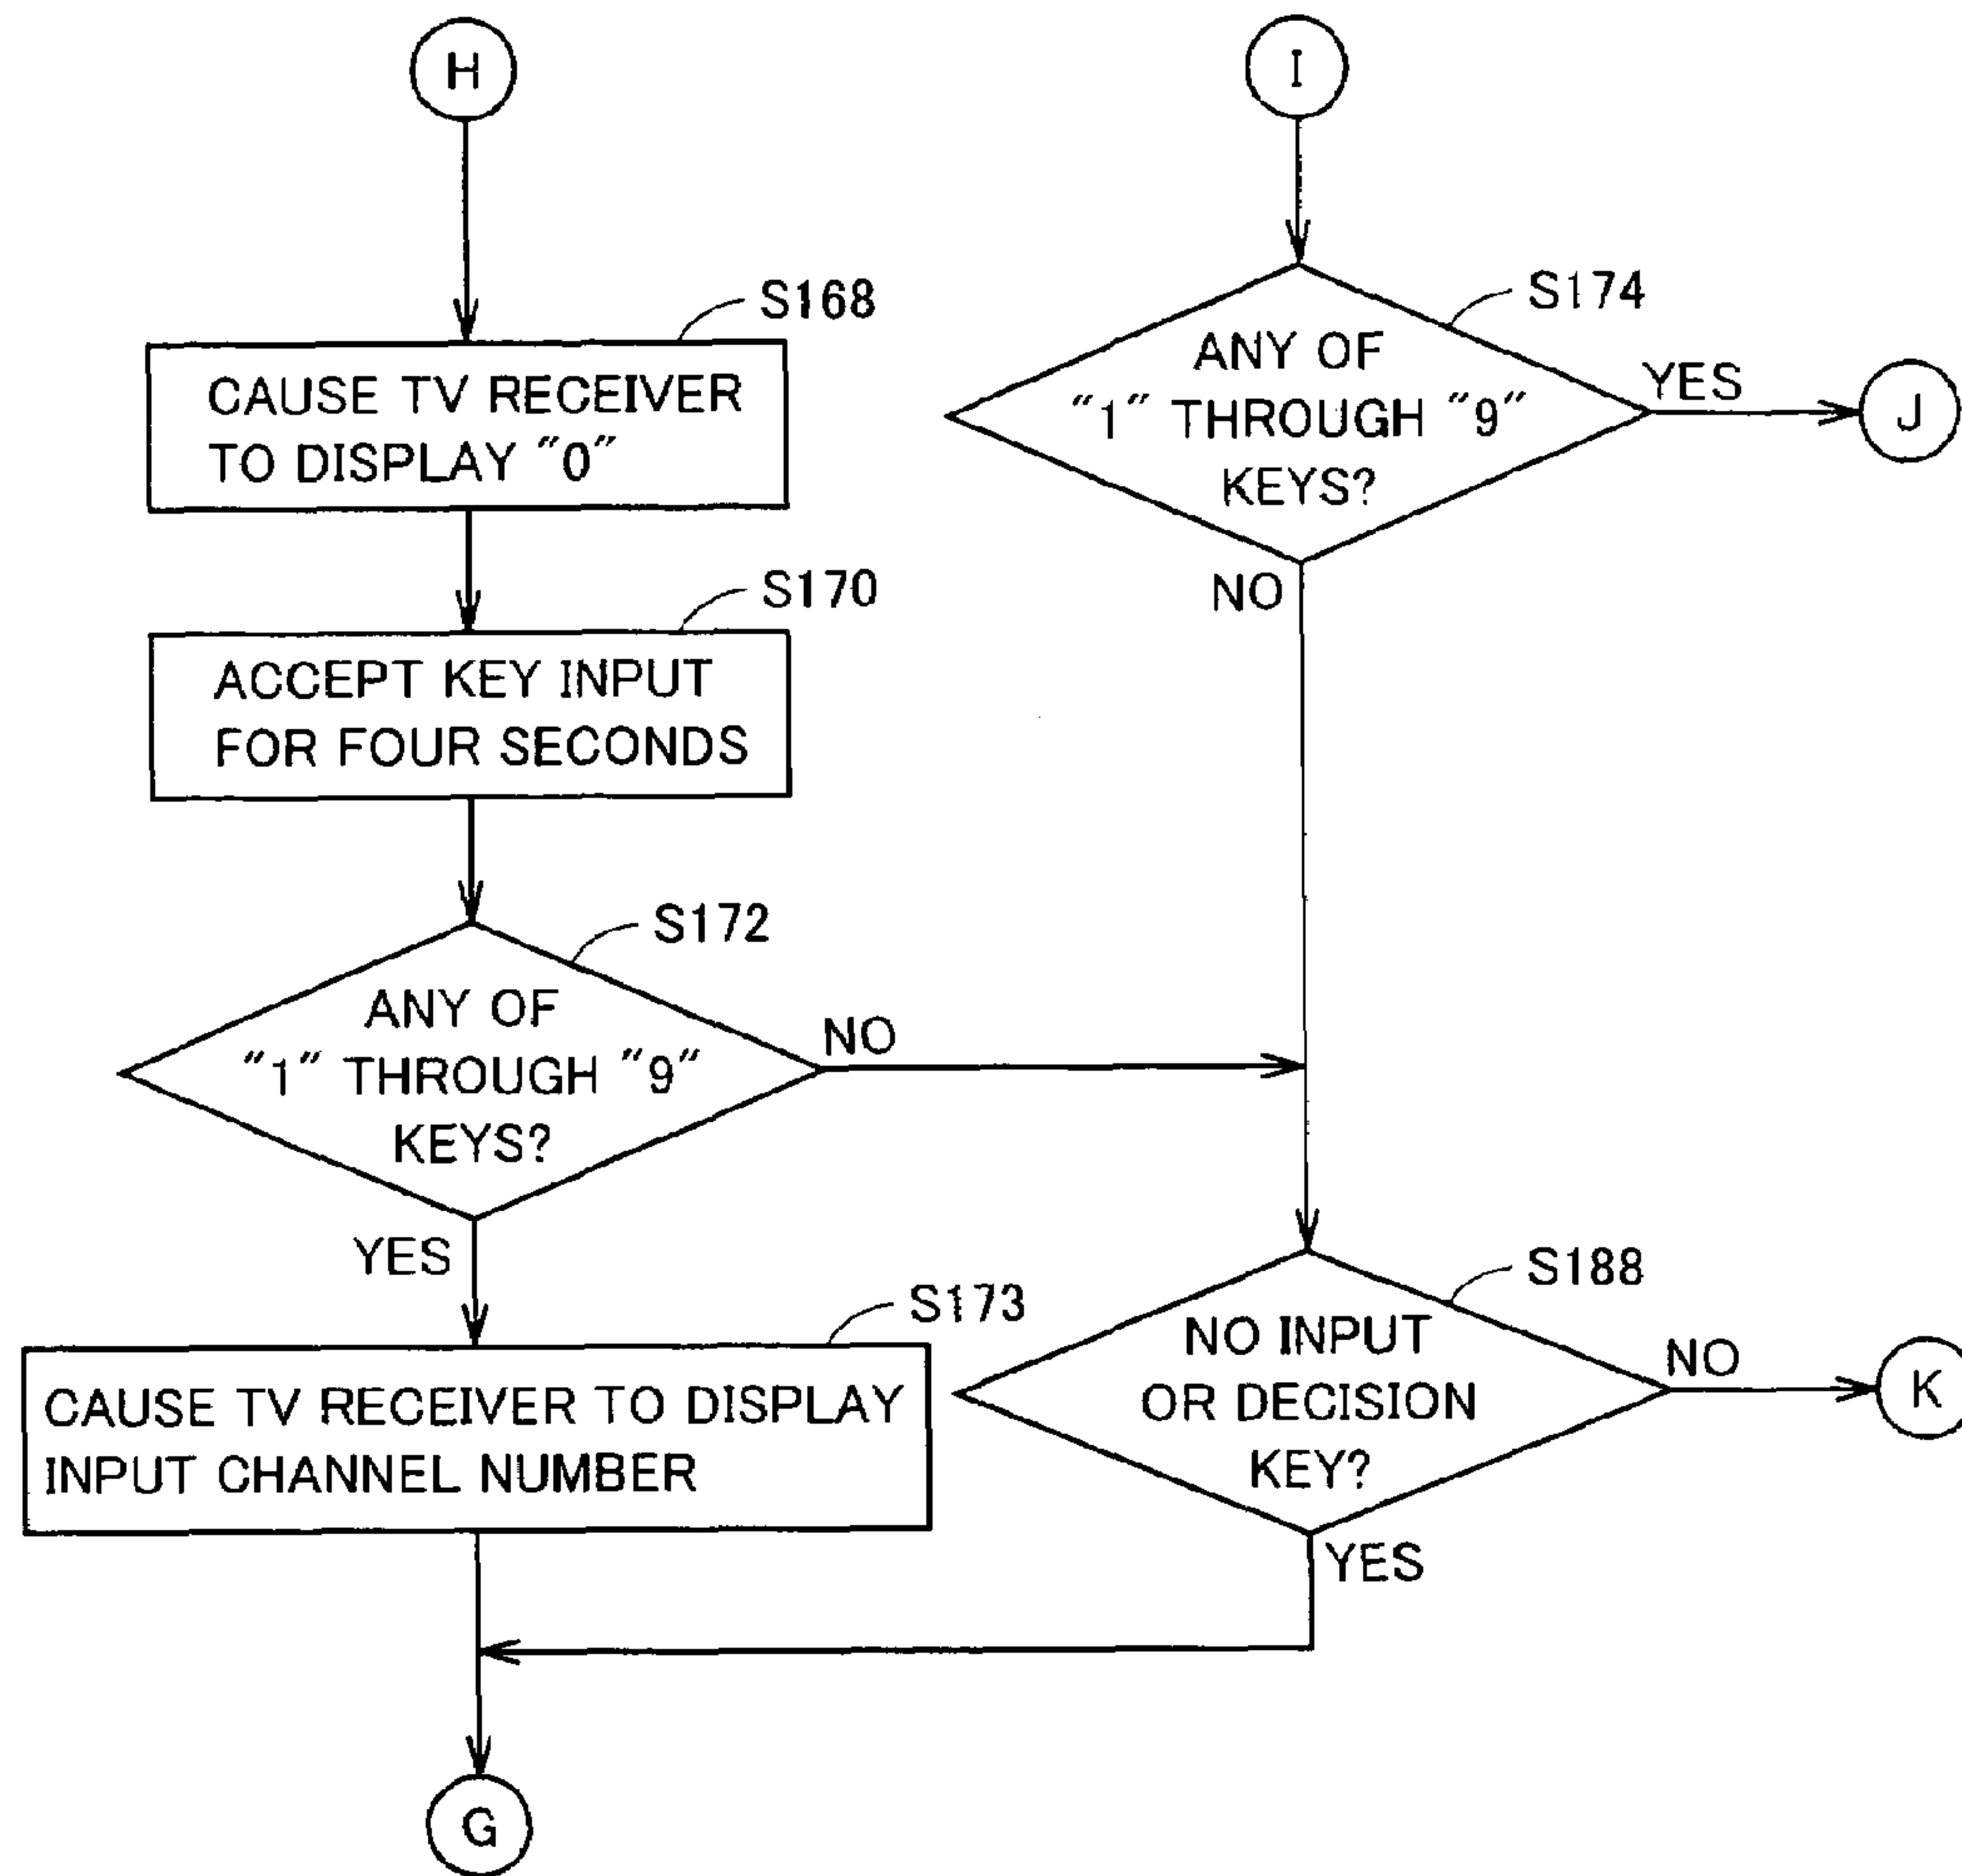 H
I
S168
CAUSE TV RECEIVER
TO DISPLAY "0"
S170
ACCEPT KEY INPUT
FOR FOUR SECONDS
S172
ANY OF
"1" THROUGH "9"
KEYS?
NO
YES
S173
CAUSE TV RECEIVER TO DISPLAY
INPUT CHANNEL NUMBER
G
S174
ANY OF
"1" THROUGH "9"
KEYS?
YES
J
NO
S188
NO INPUT
OR DECISION
KEY?
NO
K
YES